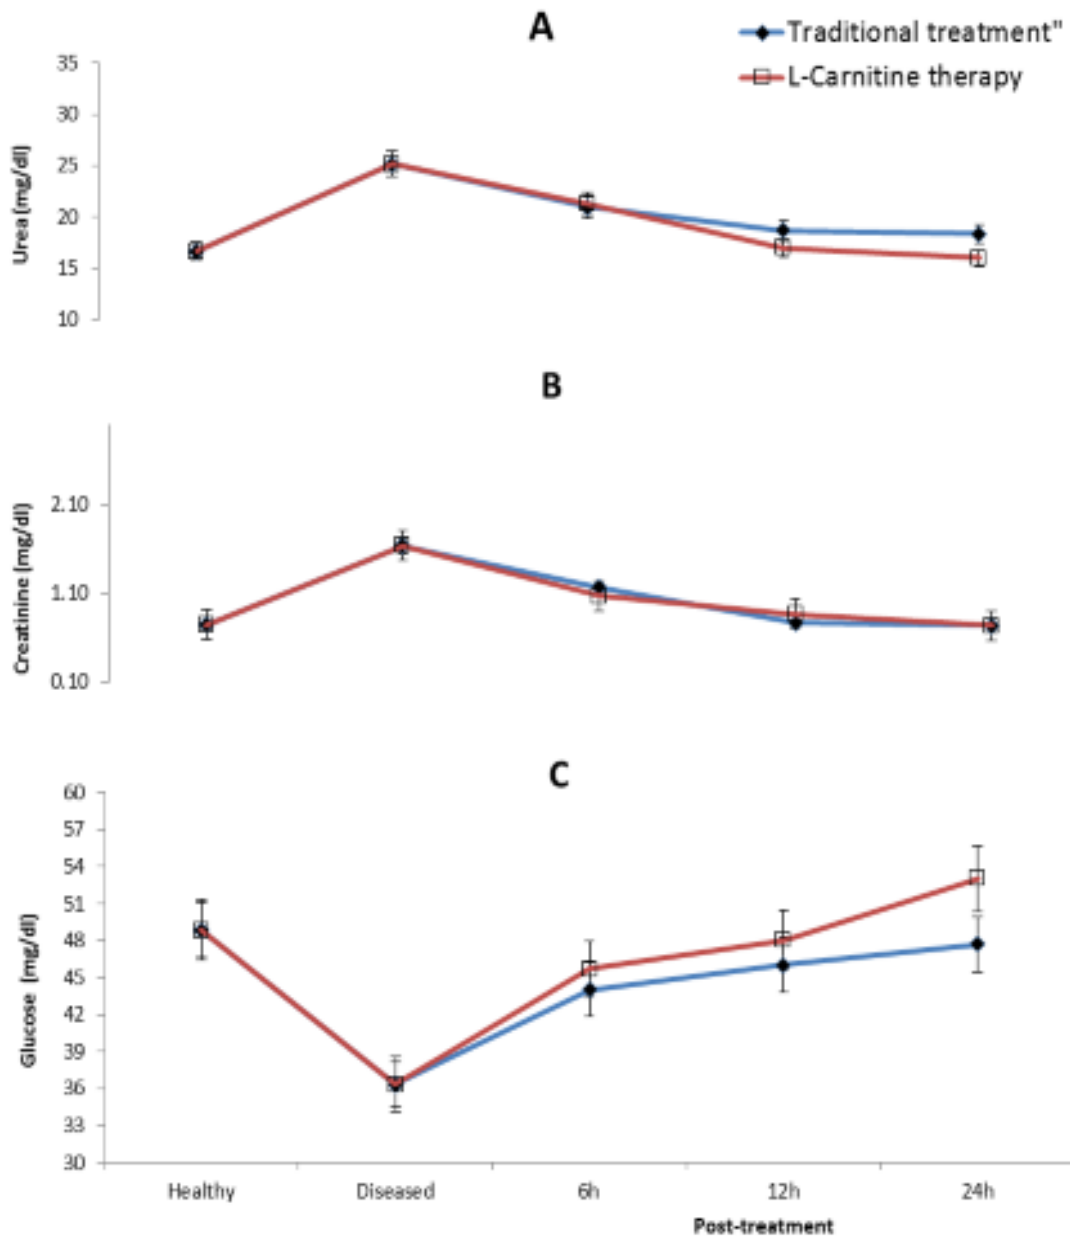 A
Traditional treatment"
L-Carnitine therapy
35
30
25
20
15
10
Urea (mg/dl)
B
2.10
1.10
0.10
Creatinine (mg/dl)
C
60
57
54
51
48
45
42
39
36
33
30
Glucose (mg/dl)
Healthy Diseased 6h 12h 24h
Post-treatment